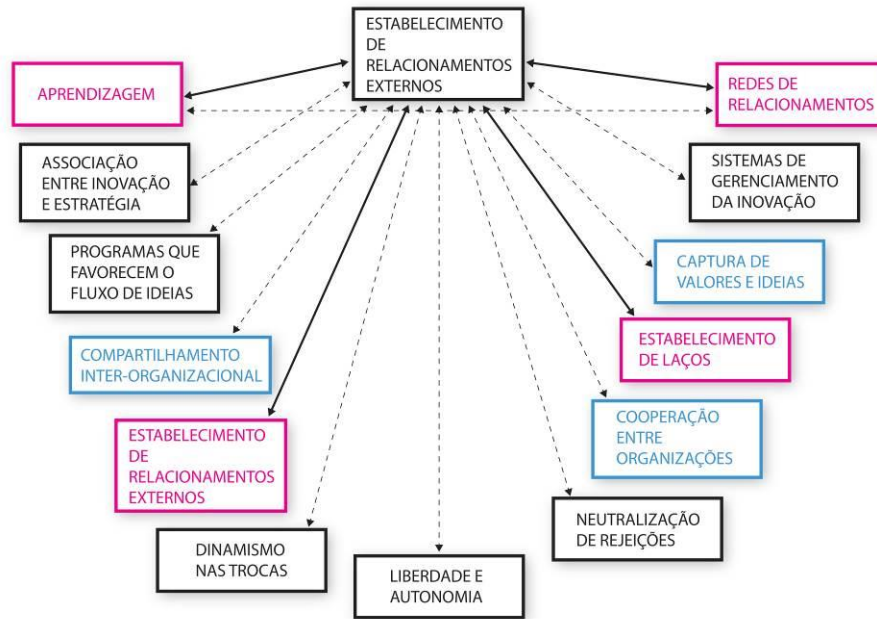 ESTABELECIMENTO
DE
RELACIONAMENTOS
EXTERNOS
APRENDIZAGEM
REDES DE
RELACIONAMENTOS
ASSOCIAÇÃO
ENTRE INOVAÇÃO
E ESTRATÉGIA
SISTEMAS DE
GERENCIAMENTO
DA INOVAÇÃO
PROGRAMAS QUE
FAVORECEM O
FLUXO DE IDEIAS
CAPTURA DE
VALORES E IDEIAS
COMPARTILHAMENTO
INTER-ORGANIZACIONAL
ESTABELECIMENTO
DE LAÇOS
ESTABELECIMENTO
DE
RELACIONAMENTOS
EXTERNOS
COOPERAÇÃO
ENTRE
ORGANIZAÇÕES
DINAMISMO
NAS TROCAS
LIBERDADE E
AUTONOMIA
NEUTRALIZAÇÃO
DE REJEIÇÕES